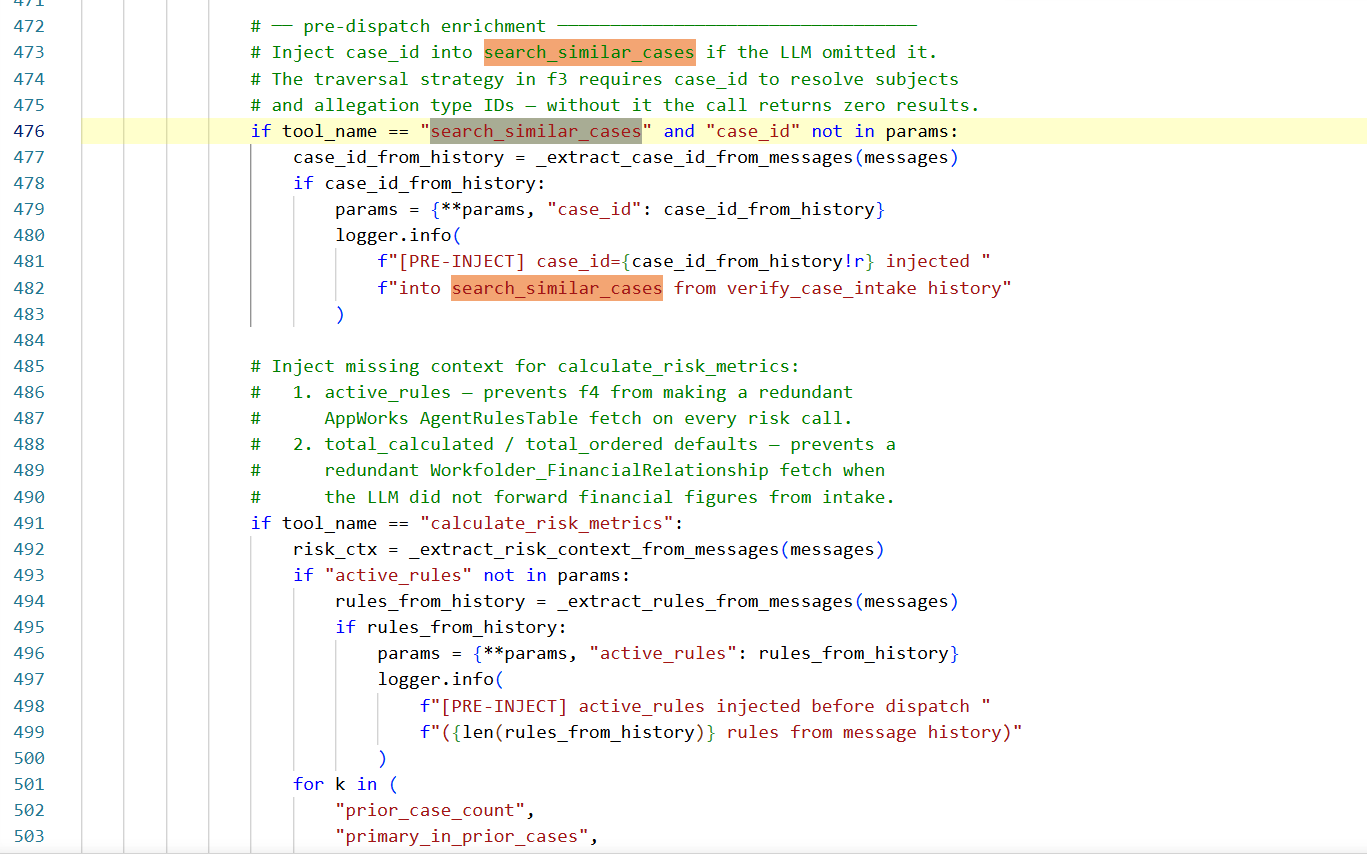 471
472 # —— pre-dispatch enrichment ——————————————————————————————————
473 # Inject case_id into search_similar_cases if the LLM omitted it.
474 # The traversal strategy in f3 requires case_id to resolve subjects
475 # and allegation type IDs — without it the call returns zero results.
476 if tool_name == "search_similar_cases" and "case_id" not in params:
477 case_id_from_history = _extract_case_id_from_messages(messages)
478 if case_id_from_history:
479 params = {**params, "case_id": case_id_from_history}
480 logger.info(
481 f"[PRE-INJECT] case_id={case_id_from_history!r} injected "
482 f"into search_similar_cases from verify_case_intake history"
483 )
484
485 # Inject missing context for calculate_risk_metrics:
486 #   1. active_rules — prevents f4 from making a redundant
487 #      AppWorks AgentRulesTable fetch on every risk call.
488 #   2. total_calculated / total_ordered defaults — prevents a
489 #      redundant Workfolder_FinancialRelationship fetch when
490 #      the LLM did not forward financial figures from intake.
491 if tool_name == "calculate_risk_metrics":
492 risk_ctx = _extract_risk_context_from_messages(messages)
493 if "active_rules" not in params:
494 rules_from_history = _extract_rules_from_messages(messages)
495 if rules_from_history:
496 params = {**params, "active_rules": rules_from_history}
497 logger.info(
498 f"[PRE-INJECT] active_rules injected before dispatch "
499 f"({len(rules_from_history)} rules from message history)"
500 )
501 for k in (
502 "prior_case_count",
503 "primary_in_prior_cases",